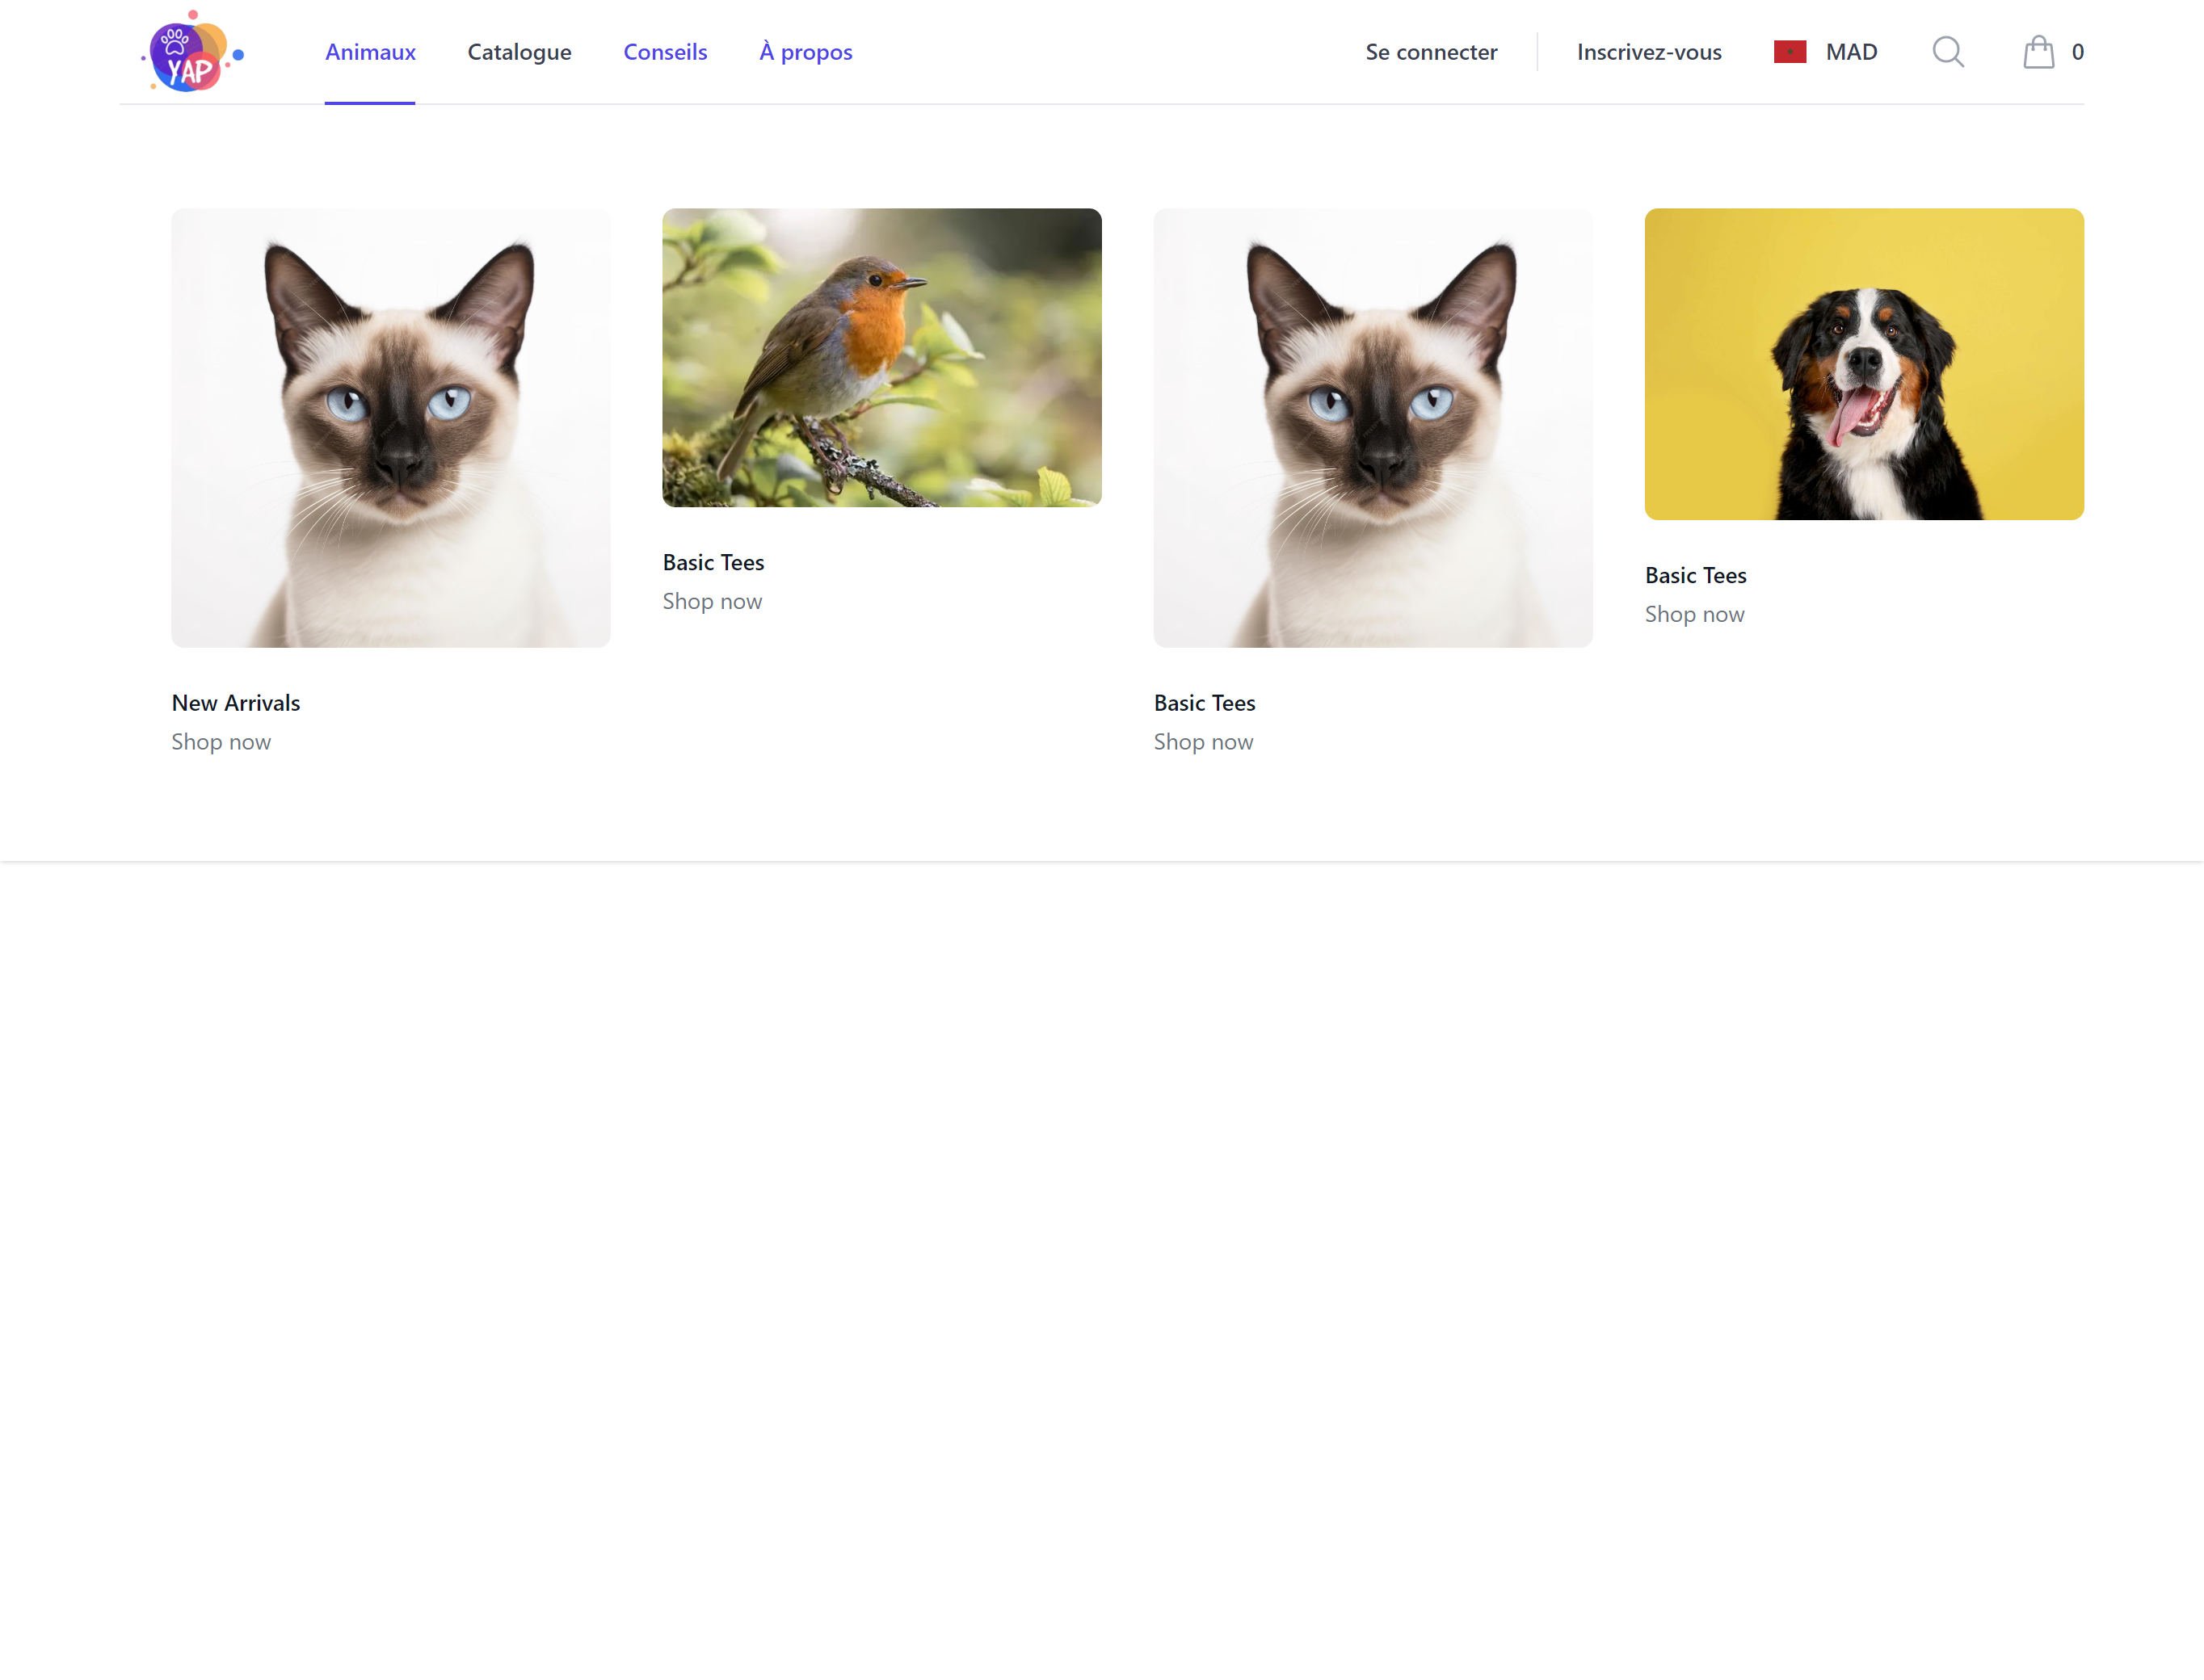 YAP
Animaux
Catalogue
Conseils
À propos
Se connecter
Inscrivez-vous
MAD
0
New Arrivals
Shop now
Basic Tees
Shop now
Basic Tees
Shop now
Basic Tees
Shop now